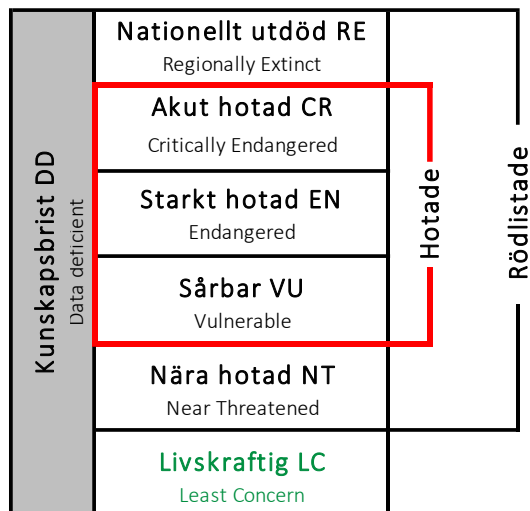 Nationellt utdöd RE
Regionally Extinct
Akut hotad CR
Critically Endangered
Starkt hotad EN
Endangered
Sårbar VU
Vulnerable
Nära hotad NT
Near Threatened
Livskraftig LC
Least Concern
Kunskapsbrist DD
Data deficient
Hotade
Rödlistade